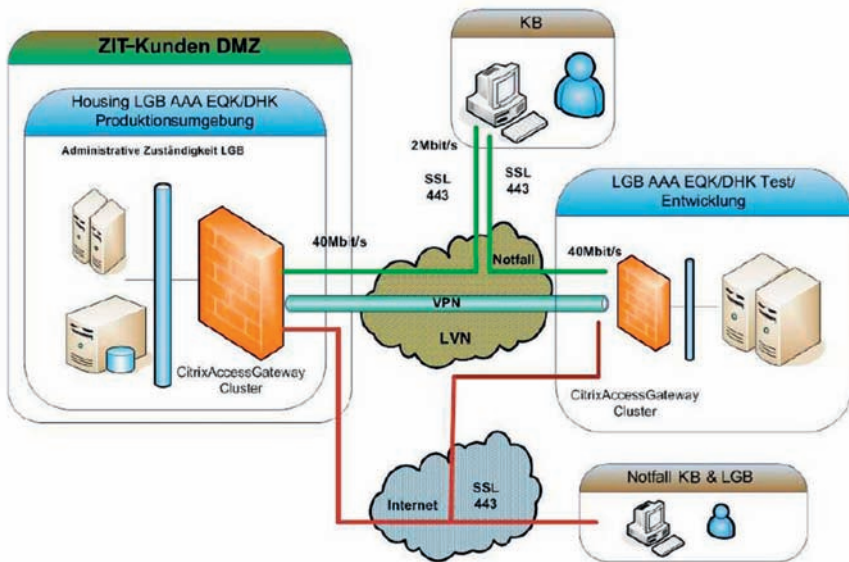 ZIT-Kunden DMZ
Housing LGB AAA EQK/DHK
Produktionsumgebung
Administrative Zuständigkeit LGB
CitrixAccessGateway
Cluster
KB
2Mbit/s
SSL
443
SSL
443
40Mbit/s
Notfall
40Mbit/s
VPN
LVN
LGB AAA EQK/DHK Test/
Entwicklung
CitrixAccessGateway
Cluster
Internet
SSL
443
Notfall KB & LGB